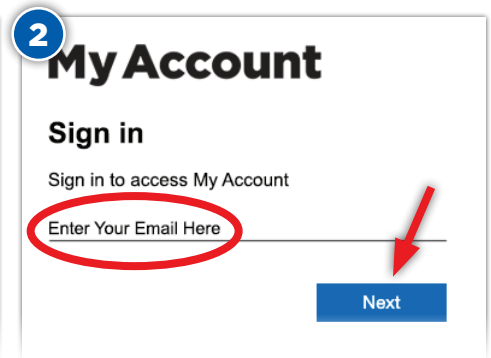 2
My Account
Sign in
Sign in to access My Account
Enter Your Email Here
Next